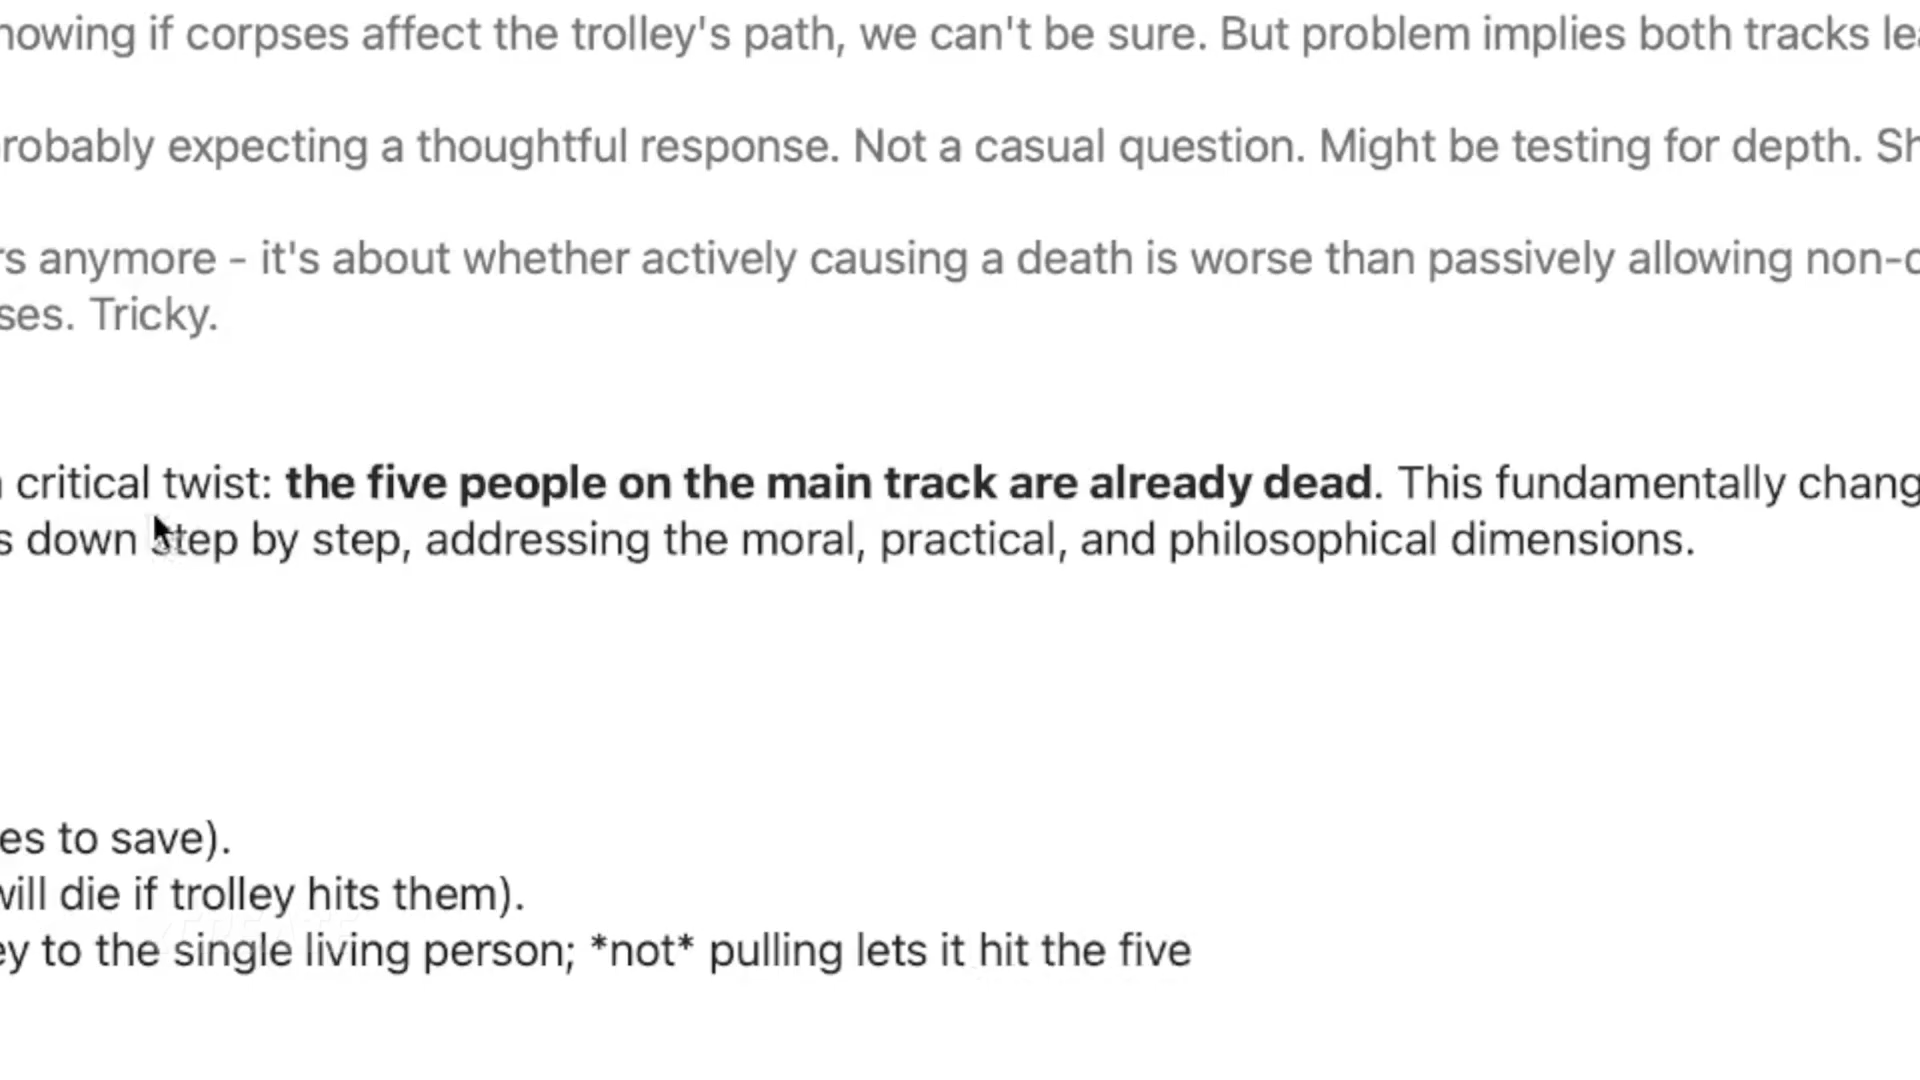 nowing if corpses affect the trolley's path, we can't be sure. But problem implies both tracks le
robably expecting a thoughtful response. Not a casual question. Might be testing for depth. Sh
rs anymore - it's about whether actively causing a death is worse than passively allowing non-
ses. Tricky.
critical twist: the five people on the main track are already dead. This fundamentally chang
s down step by step, addressing the moral, practical, and philosophical dimensions.
es to save).
will die if trolley hits them).
ey to the single living person; *not* pulling lets it hit the five